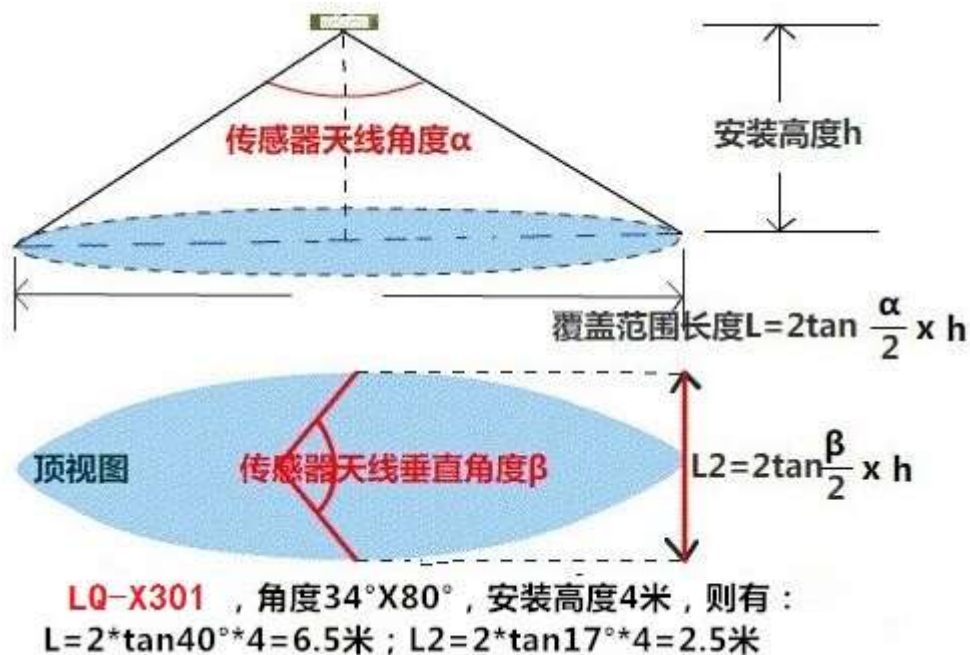 传感器天线角度α
安装高度h
覆盖范围长度L=2tan α/2 x h
顶视图
传感器天线垂直角度β
L2=2tan β/2 x h
LQ-X301 ，角度34°X80°，安装高度4米，则有：
L=2*tan40°*4=6.5米；L2=2*tan17°*4=2.5米